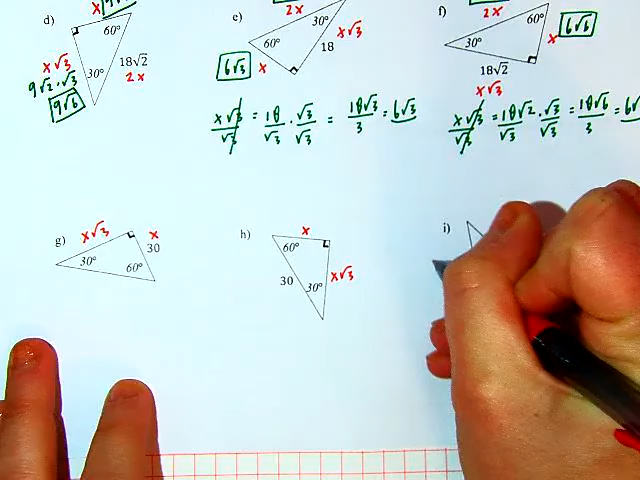 d)
x
60°
x√3
30°
18√2
2x
9√2 · √3
9√6
e)
2x
30°
60°
x√3
18
x
6√3
x√3/√3 = 18/√3 · √3/√3 = 18√3/3 = 6√3
f)
2x
60°
6√6
x
30°
18√2
x√3
x√3/√3 = 18√2/√3 · √3/√3 = 18√6/3 =
g)
x√3
x
30
30°
60°
h)
x
60°
30
30°
x√3
i)